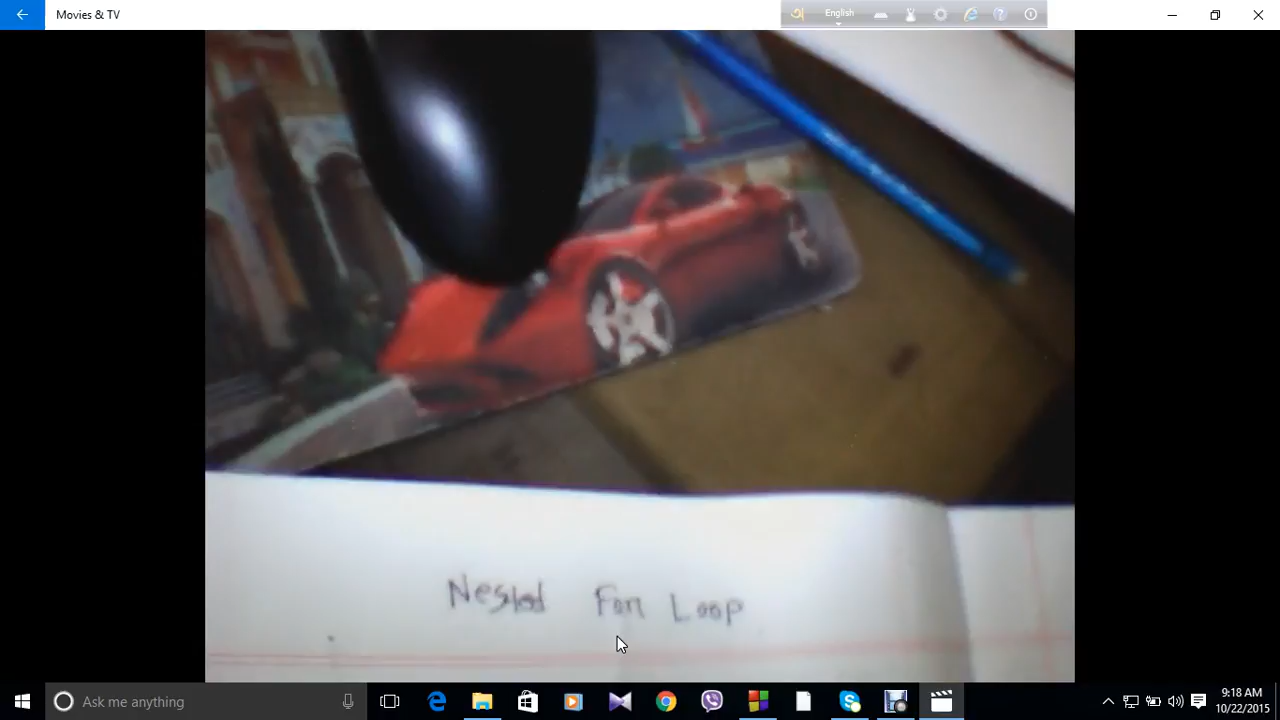 Movies & TV
অ English
Nested For Loop
Ask me anything
9:18 AM
10/22/2015